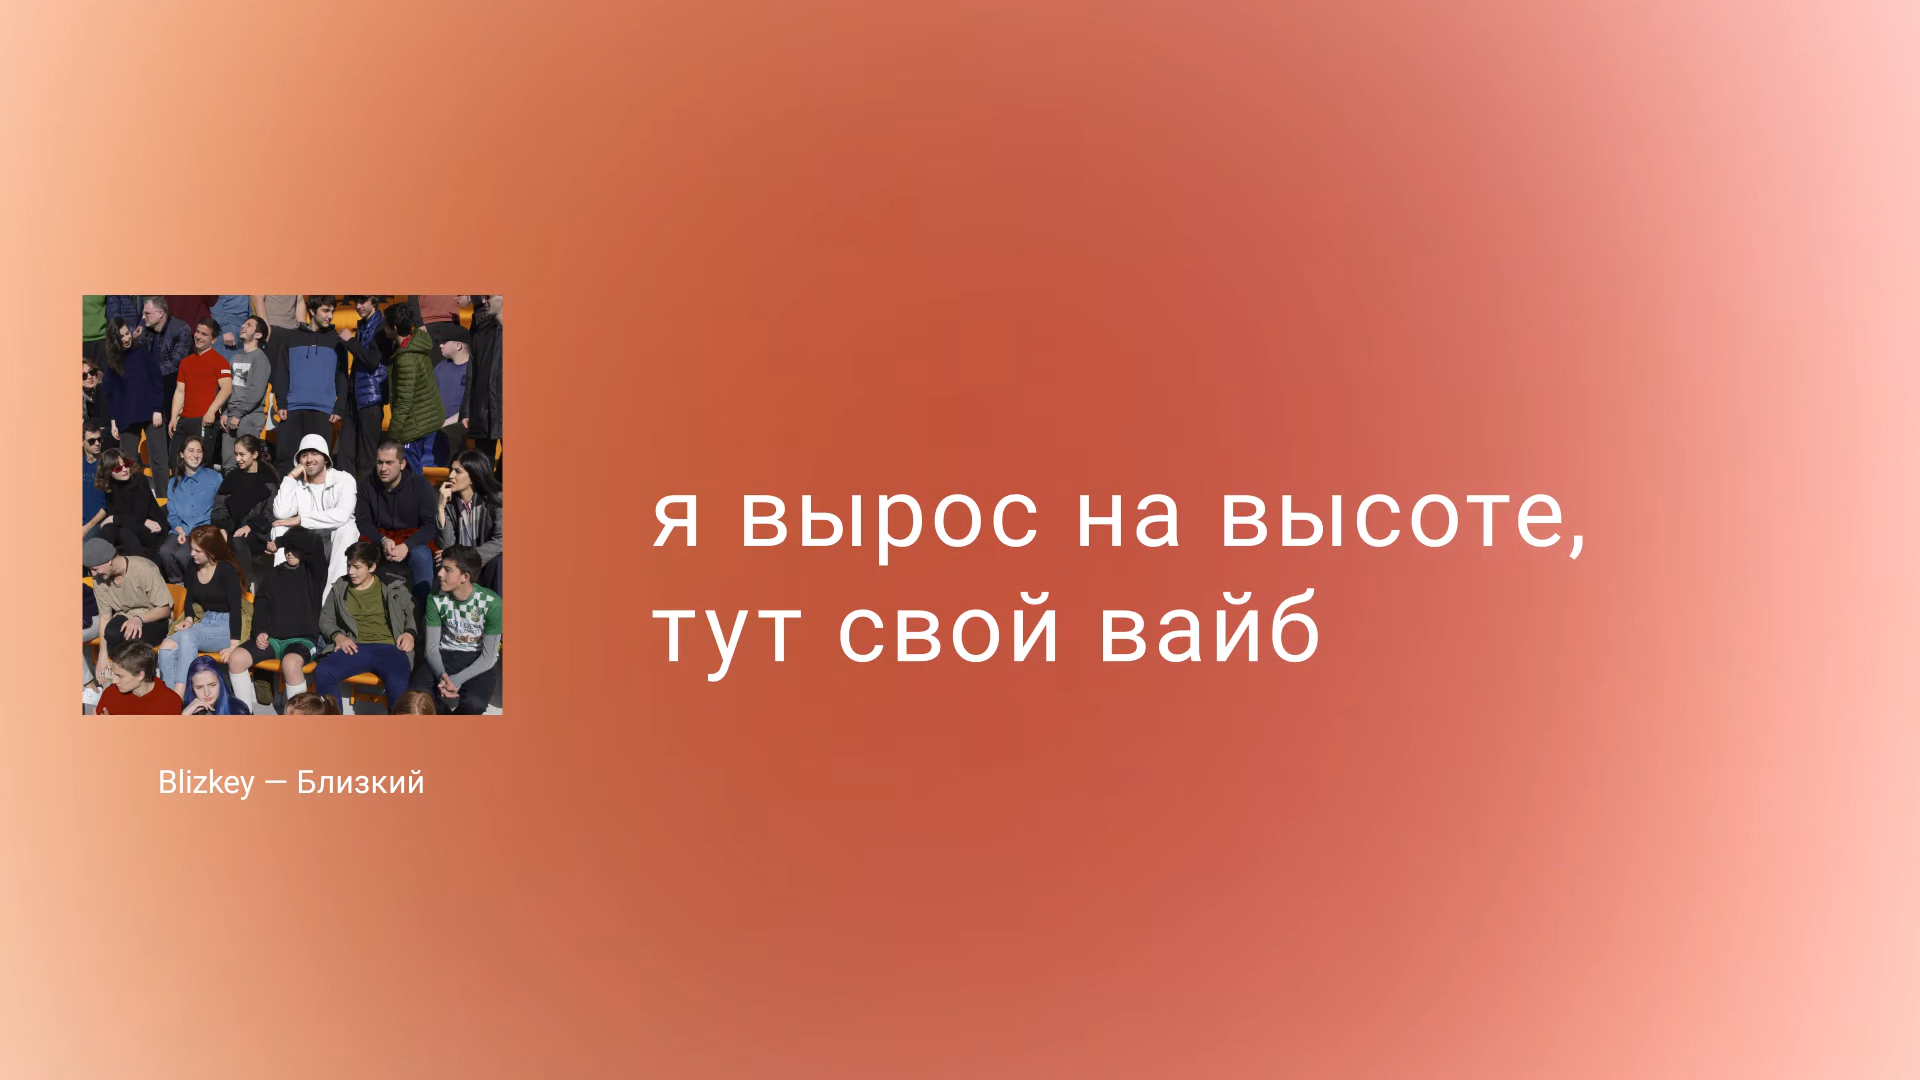 я вырос на высоте,
тут свой вайб
Blizkey — Близкий